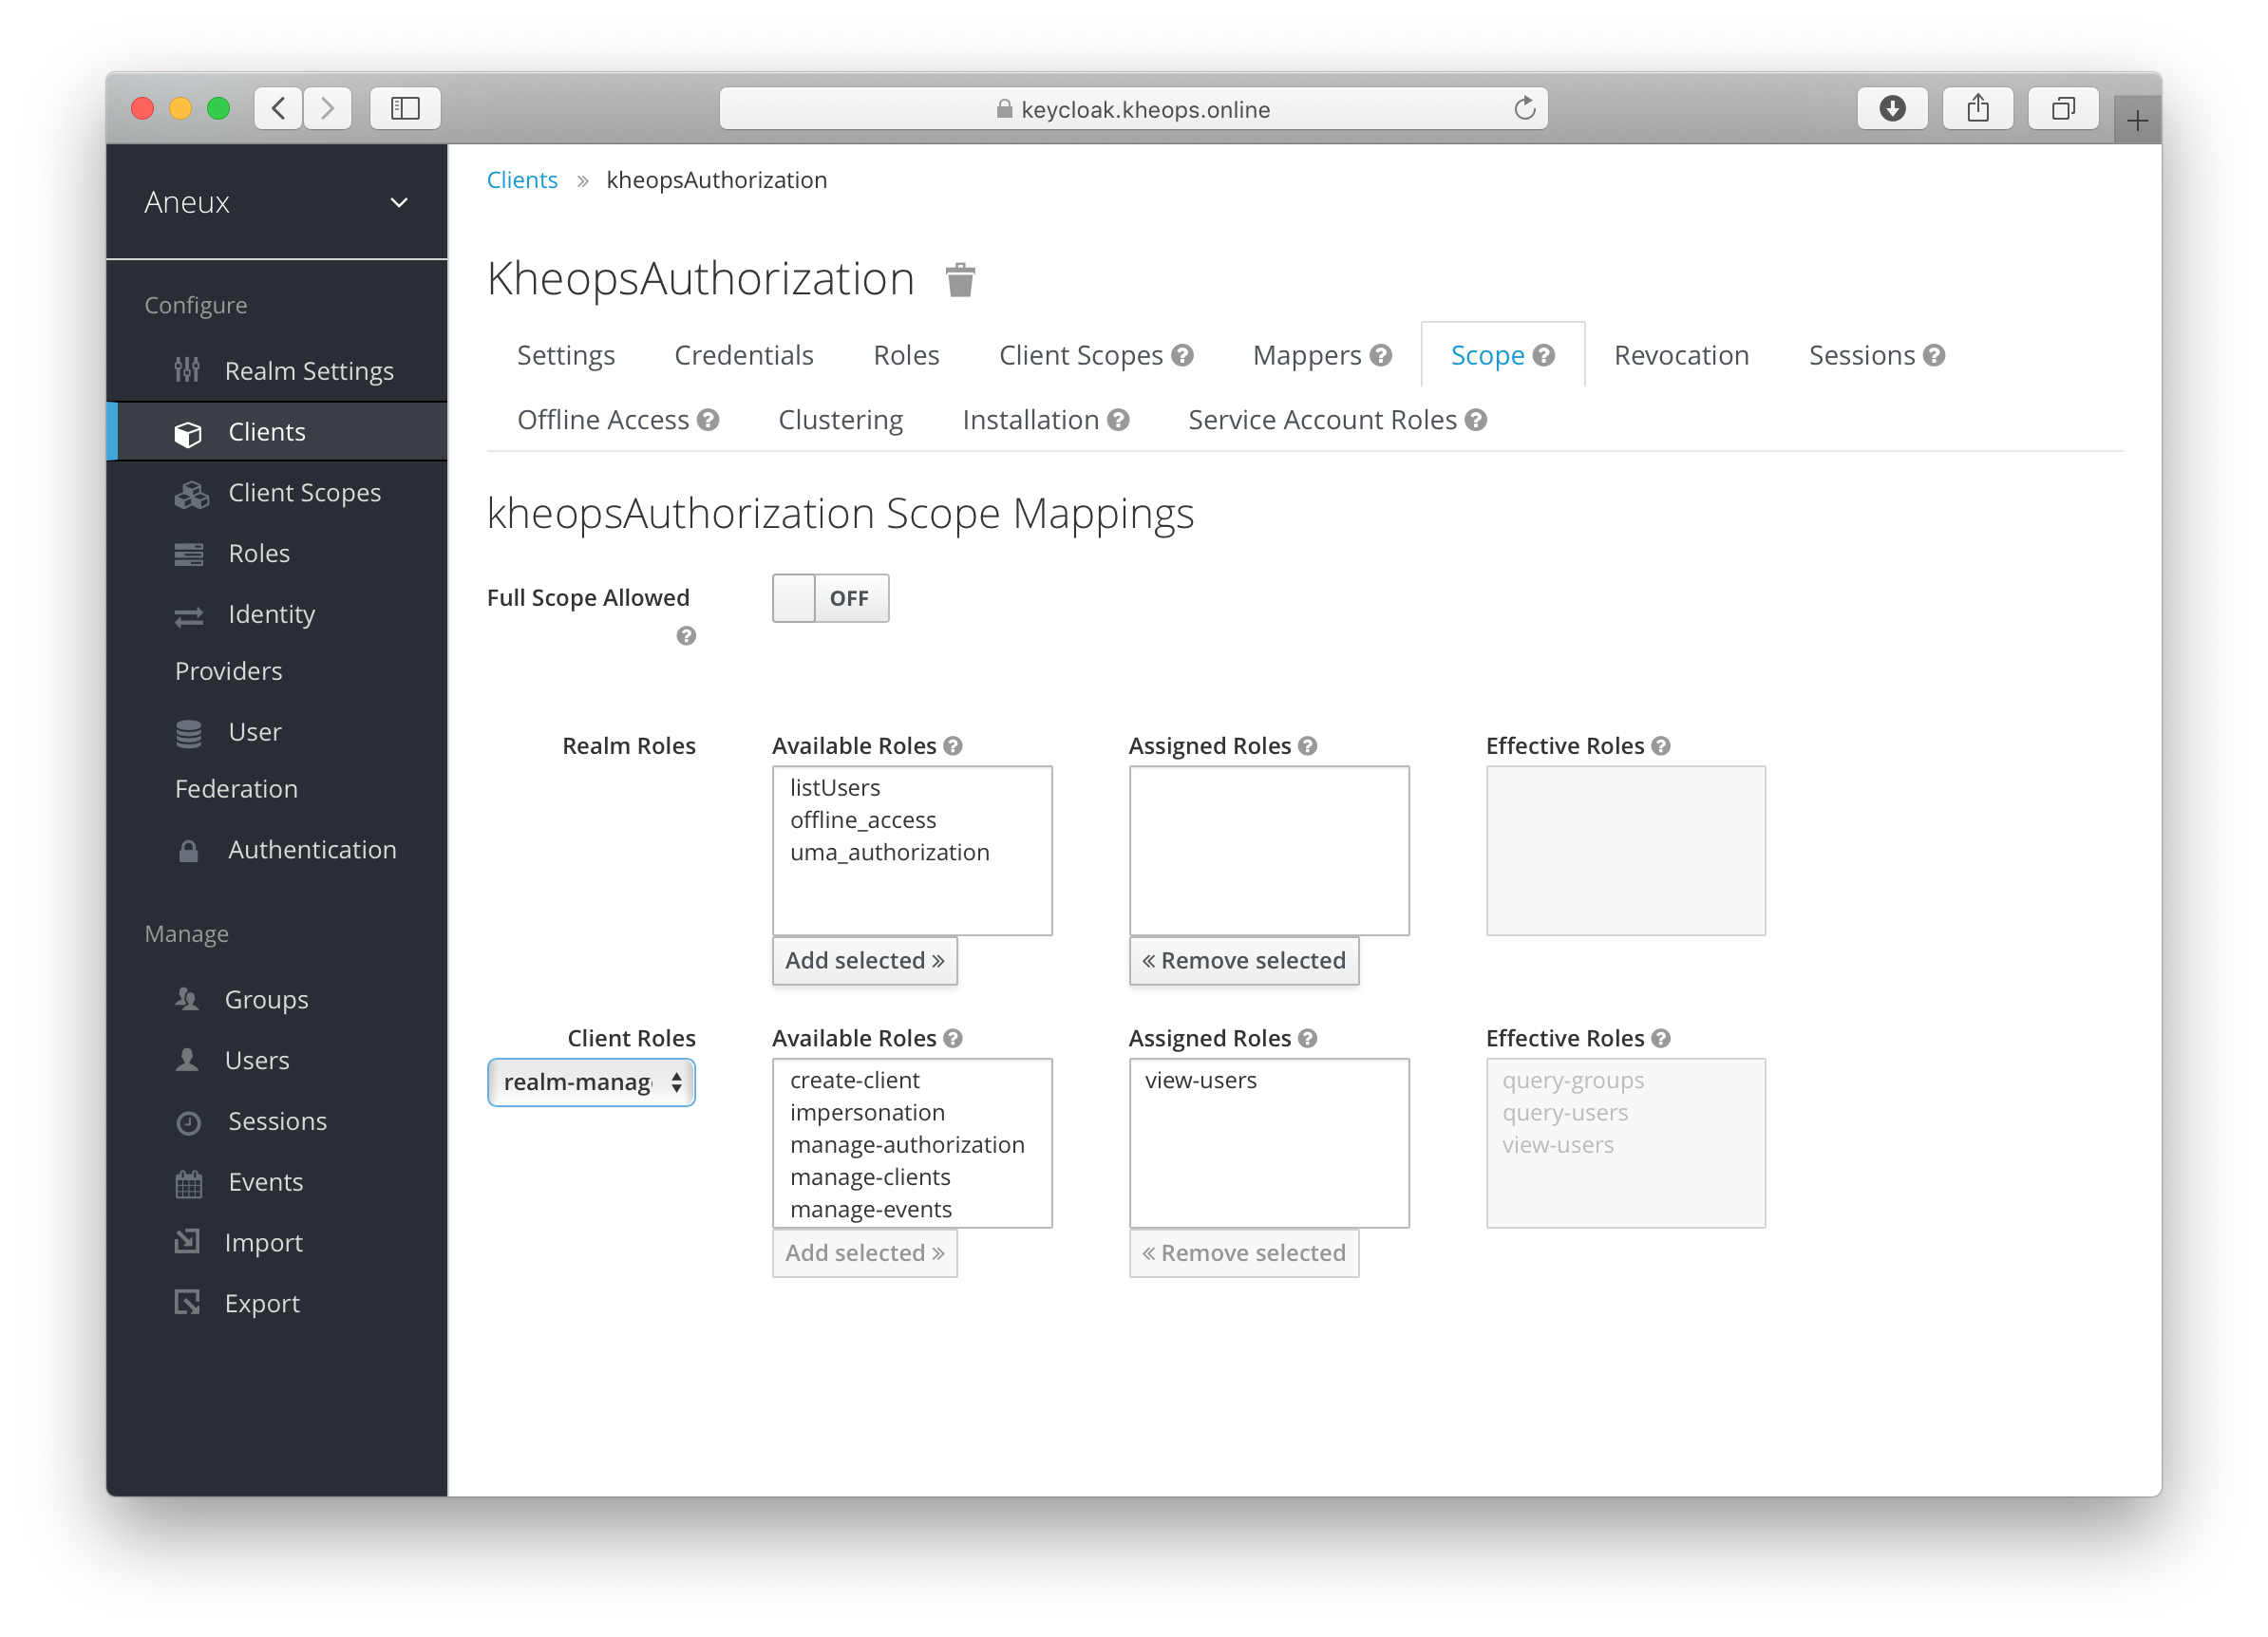 keycloak.kheops.online
Aneux
Configure
Realm Settings
Clients
Client Scopes
Roles
Identity
Providers
User
Federation
Authentication
Manage
Groups
Users
Sessions
Events
Import
Export
Clients » kheopsAuthorization
KheopsAuthorization
Settings Credentials Roles Client Scopes ? Mappers ? Scope ? Revocation Sessions ?
Offline Access ? Clustering Installation ? Service Account Roles ?
kheopsAuthorization Scope Mappings
Full Scope Allowed OFF
?
Realm Roles
Available Roles ?
listUsers
offline_access
uma_authorization
Add selected »
Assigned Roles ?
« Remove selected
Effective Roles ?
Client Roles
realm-manag
Available Roles ?
create-client
impersonation
manage-authorization
manage-clients
manage-events
Add selected »
Assigned Roles ?
view-users
« Remove selected
Effective Roles ?
query-groups
query-users
view-users